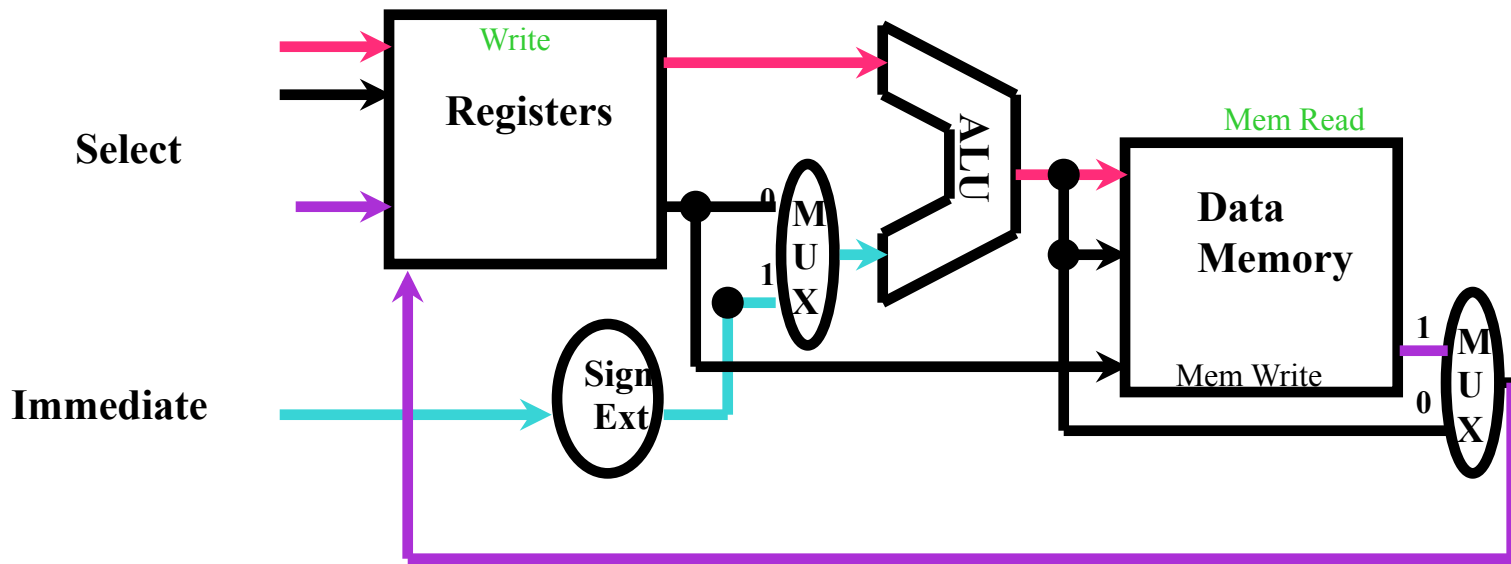 Write
Registers
Select
Mem Read
ALU
Data
Memory
0
M
U
X
1
Mem Write
1
M
U
X
0
Sign
Ext
Immediate